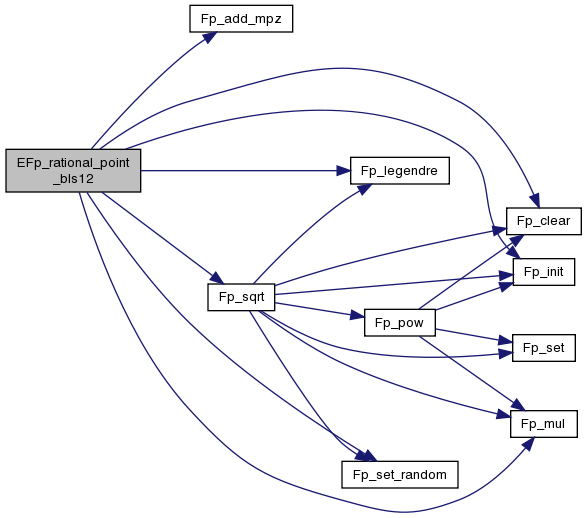 Fp_add_mpz
EFp_rational_point
_bls12
Fp_legendre
Fp_clear
Fp_init
Fp_sqrt
Fp_pow
Fp_set
Fp_mul
Fp_set_random